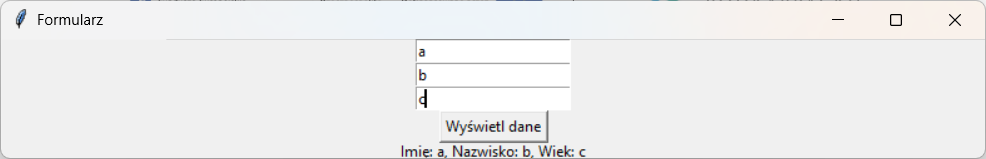 Formularz
a
b
c
Wyświetl dane
Imię: a, Nazwisko: b, Wiek: c